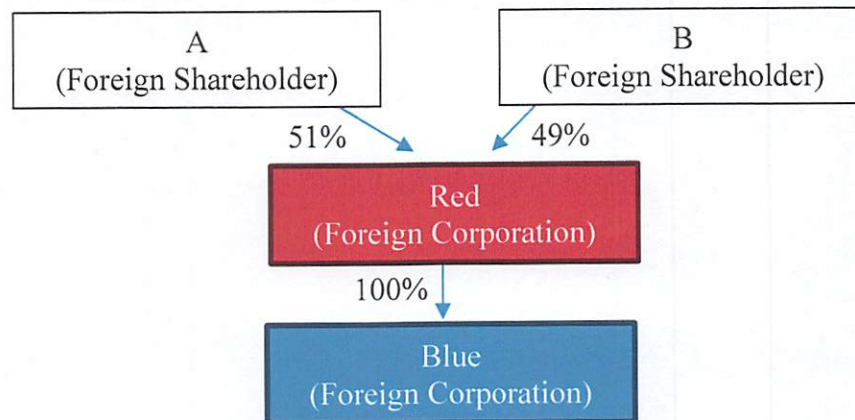 A
(Foreign Shareholder)
B
(Foreign Shareholder)
51%
49%
Red
(Foreign Corporation)
100%
Blue
(Foreign Corporation)